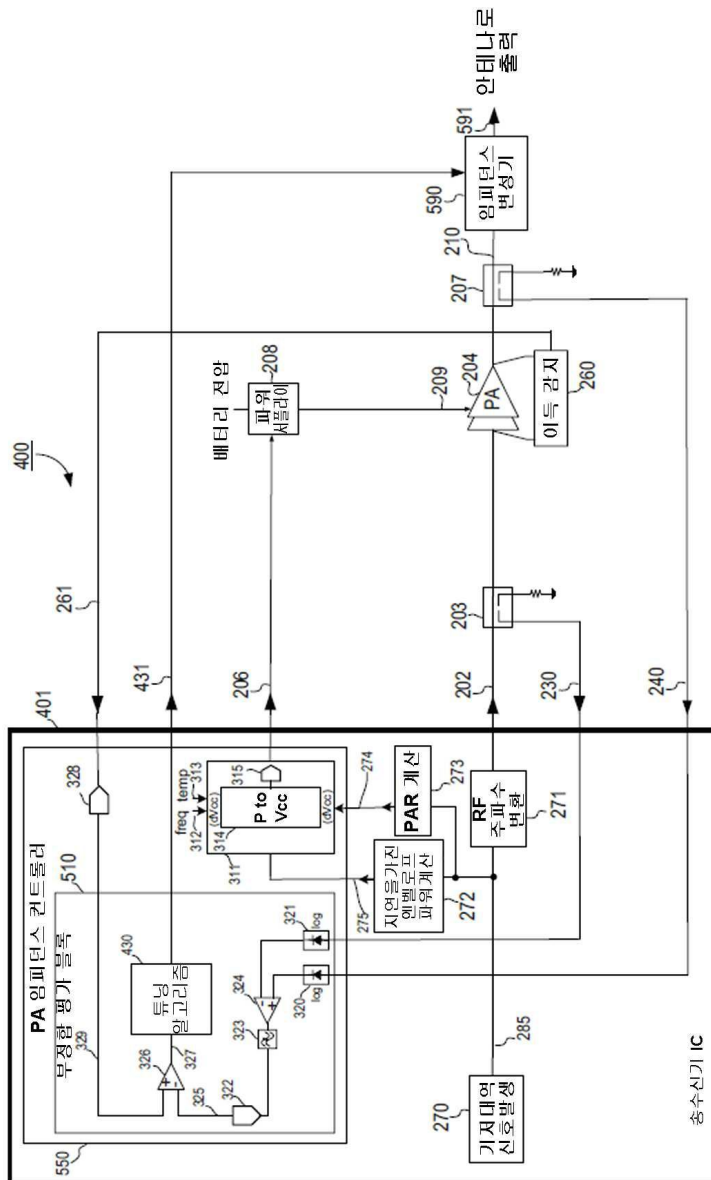 400
401
PA 임피던스 컨트롤러
부정합 평가 블록
550
510
329
328
261
430
튜닝
알고리즘
431
326
+
-
327
325
322
324
-
+
323
321
log
320
log
freq
temp
312
313
(dVcc)
314
P to
Vcc
315
(dVcc)
311
206
배터리 전압
208
파워
서플라이
209
275
274
지연을가진
엔벨로프
파워계산
272
PAR 계산
273
270
기저대역
신호발생
285
RF
주파수
변환
271
202
203
230
240
PA
204
이득 감지
260
207
210
590
임피던스
변성기
591
안테나로
출력
송수신기 IC